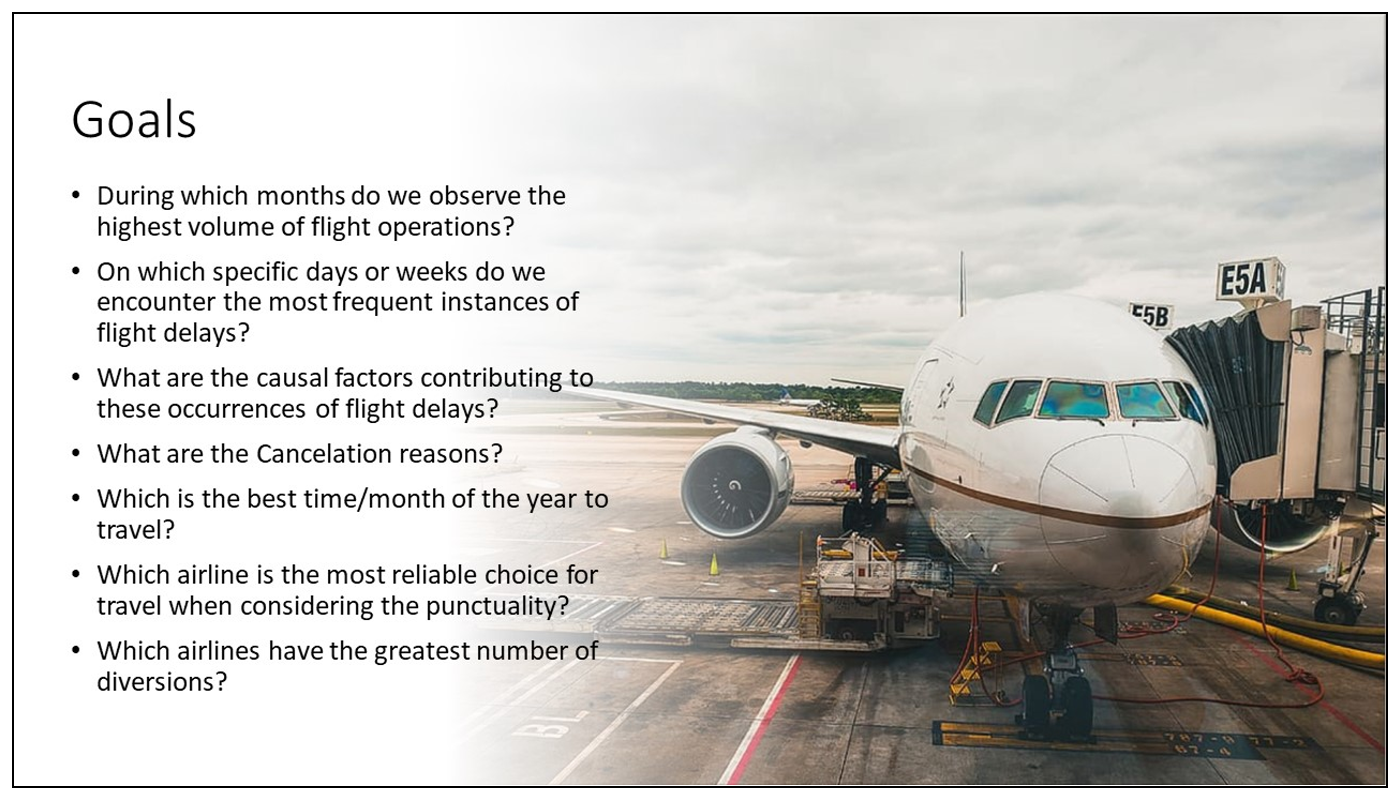 Goals
• During which months do we observe the
highest volume of flight operations?
• On which specific days or weeks do we
encounter the most frequent instances of
flight delays?
• What are the causal factors contributing to
these occurrences of flight delays?
• What are the Cancelation reasons?
• Which is the best time/month of the year to
travel?
• Which airline is the most reliable choice for
travel when considering the punctuality?
• Which airlines have the greatest number of
diversions?
E5A
E5B